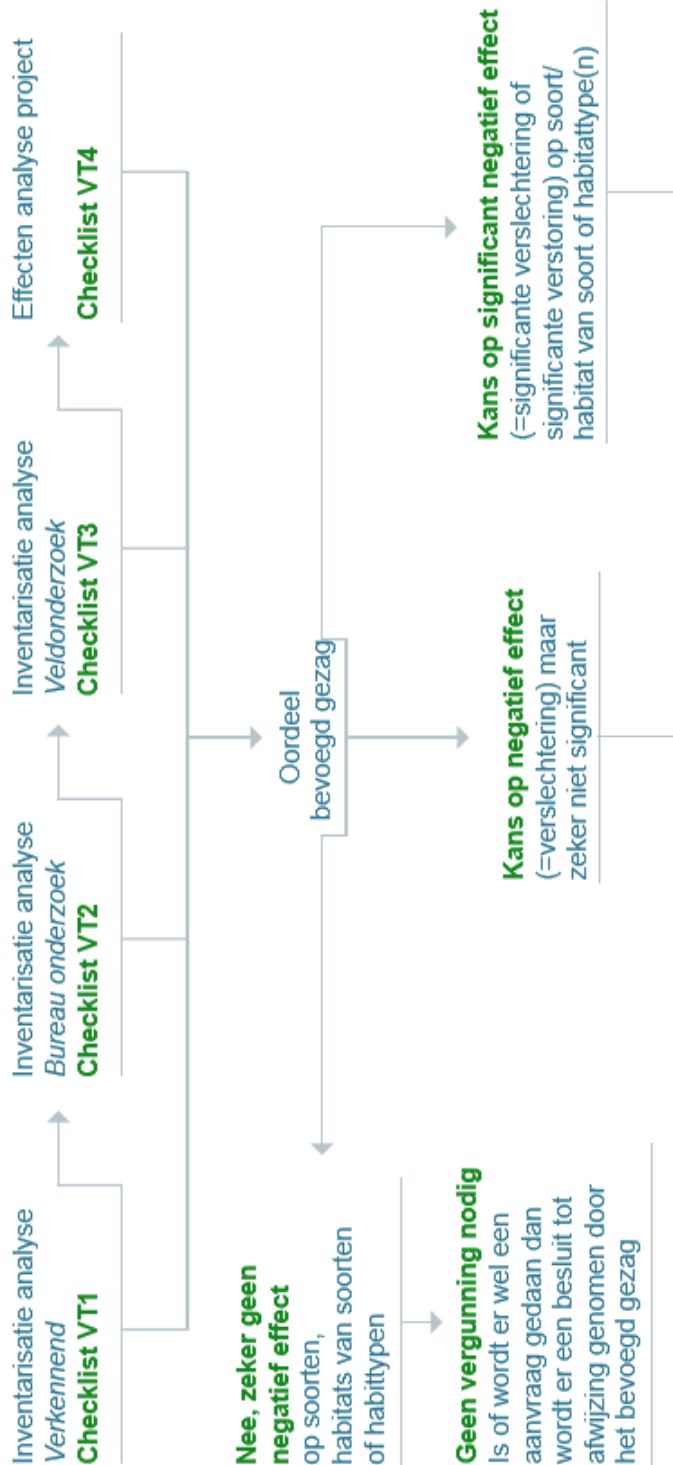 Inventarisatie analyse
Verkennend
Checklist VT1
Inventarisatie analyse
Bureau onderzoek
Checklist VT2
Inventarisatie analyse
Veldonderzoek
Checklist VT3
Effecten analyse project
Checklist VT4
Oordeel
bevoegd gezag
Nee, zeker geen
negatief effect
op soorten,
habitats van soorten
of habittypen
Kans op negatief effect
(=verslechtering) maar
zeker niet significant
Kans op significant negatief effect
(=significante verslechtering of
significante verstoring) op soort/
habitat van soort of habitattype(n)
Geen vergunning nodig
Is of wordt er wel een
aanvraag gedaan dan
wordt er een besluit tot
afwijzing genomen door
het bevoegd gezag